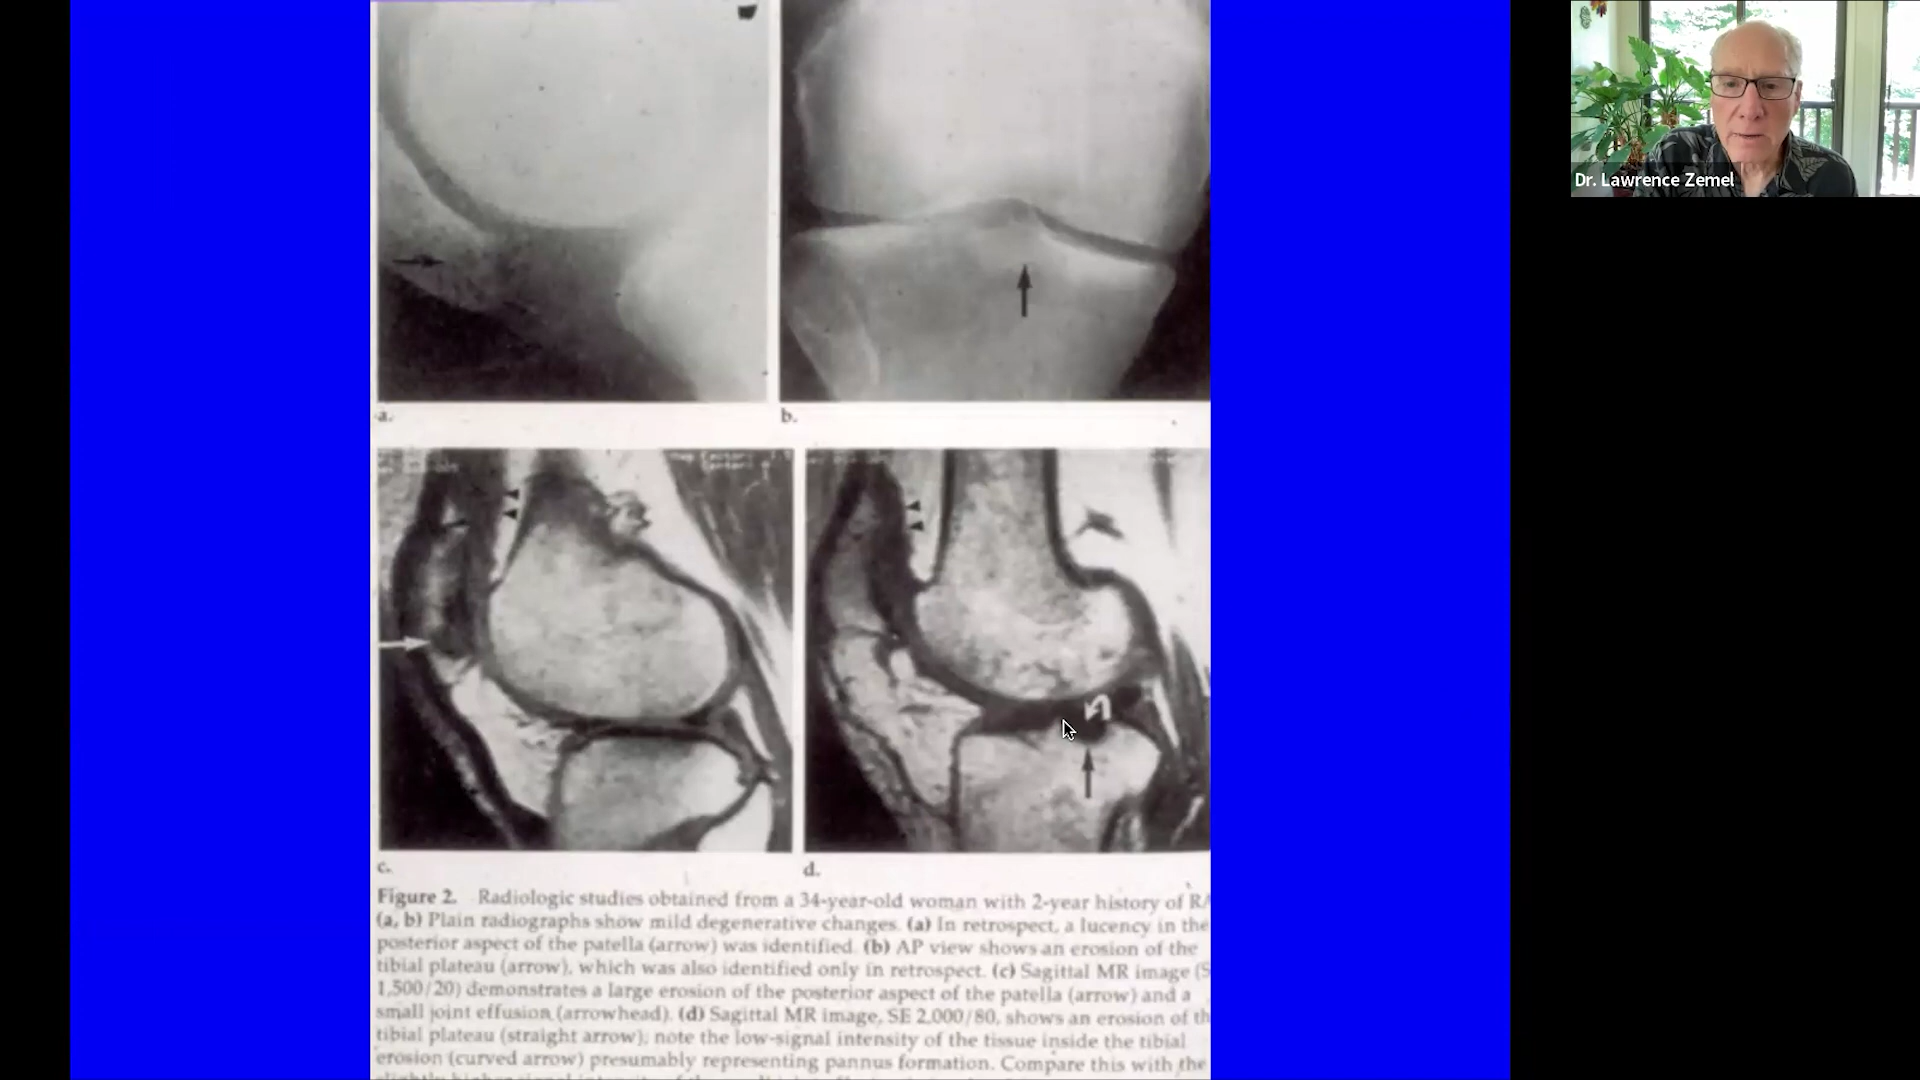 Dr. Lawrence Zemel
a.
b.
c.
d.
Figure 2. Radiologic studies obtained from a 34-year-old woman with 2-year history of RA
(a, b) Plain radiographs show mild degenerative changes. (a) In retrospect, a lucency in the
posterior aspect of the patella (arrow) was identified. (b) AP view shows an erosion of the
tibial plateau (arrow), which was also identified only in retrospect. (c) Sagittal MR image (S
1,500/20) demonstrates a large erosion of the posterior aspect of the patella (arrow) and a
small joint effusion (arrowhead). (d) Sagittal MR image, SE 2,000/80, shows an erosion of th
tibial plateau (straight arrow); note the low-signal intensity of the tissue inside the tibial
erosion (curved arrow) presumably representing pannus formation. Compare this with the